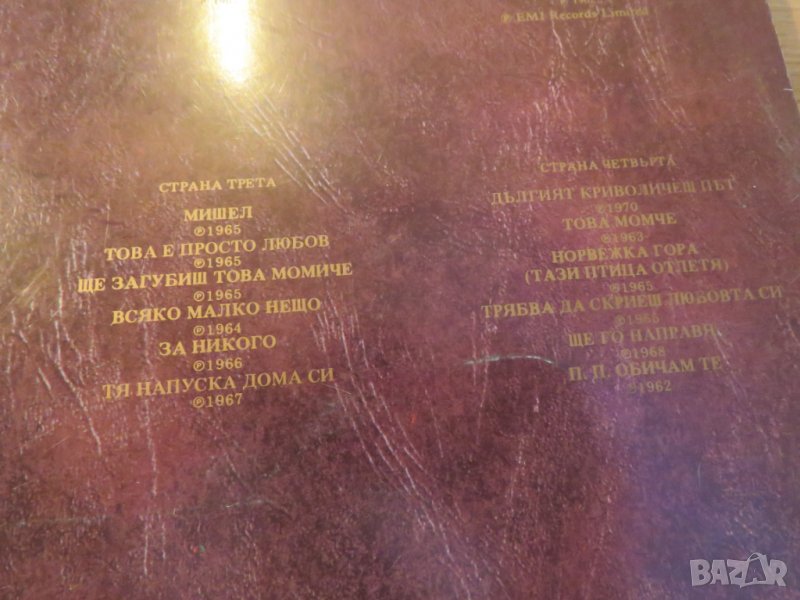 ℗ EMI Records Limited
СТРАНА ТРЕТА
МИШЕЛ
℗1965
ТОВА Е ПРОСТО ЛЮБОВ
℗1965
ЩЕ ЗАГУБИШ ТОВА МОМИЧЕ
℗1965
ВСЯКО МАЛКО НЕЩО
℗1964
ЗА НИКОГО
℗1966
ТЯ НАПУСКА ДОМА СИ
℗1967
СТРАНА ЧЕТВЪРТА
ДЪЛГИЯТ КРИВОЛИЧЕЩ ПЪТ
℗1970
ТОВА МОМЧЕ
℗1963
НОРВЕЖКА ГОРА
(ТАЗИ ПТИЦА ОТЛЕТЯ)
℗1965
ТРЯБВА ДА СКРИЕШ ЛЮБОВТА СИ
℗1965
ЩЕ ГО НАПРАВЯ
℗1968
П. П. ОБИЧАМ ТЕ
℗1962
BAZAR